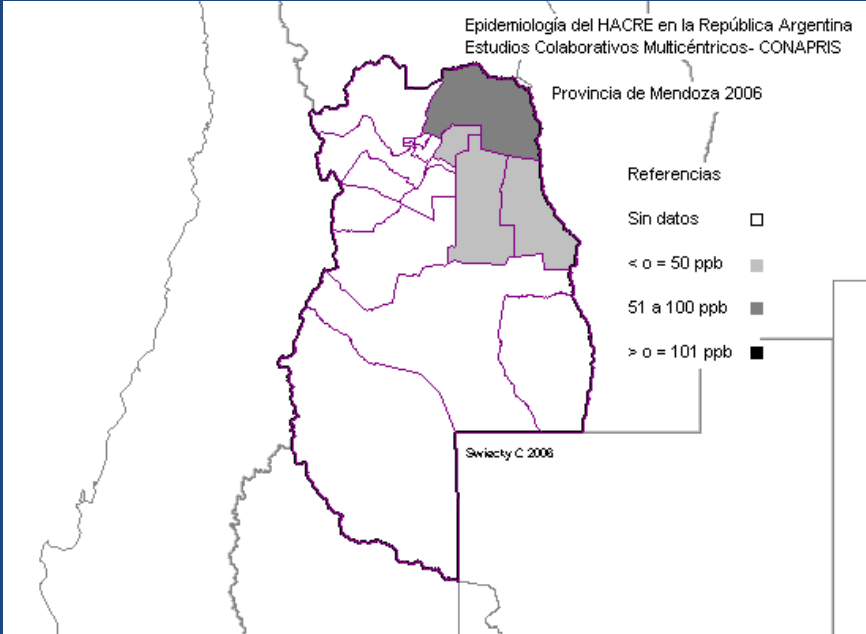 Epidemiología del HACRE en la República Argentina
Estudios Colaborativos Multicéntricos- CONAPRIS
Provincia de Mendoza 2006
Referencias
Sin datos
< o = 50 ppb
51 a 100 ppb
> o = 101 ppb
Swiecky C 2006